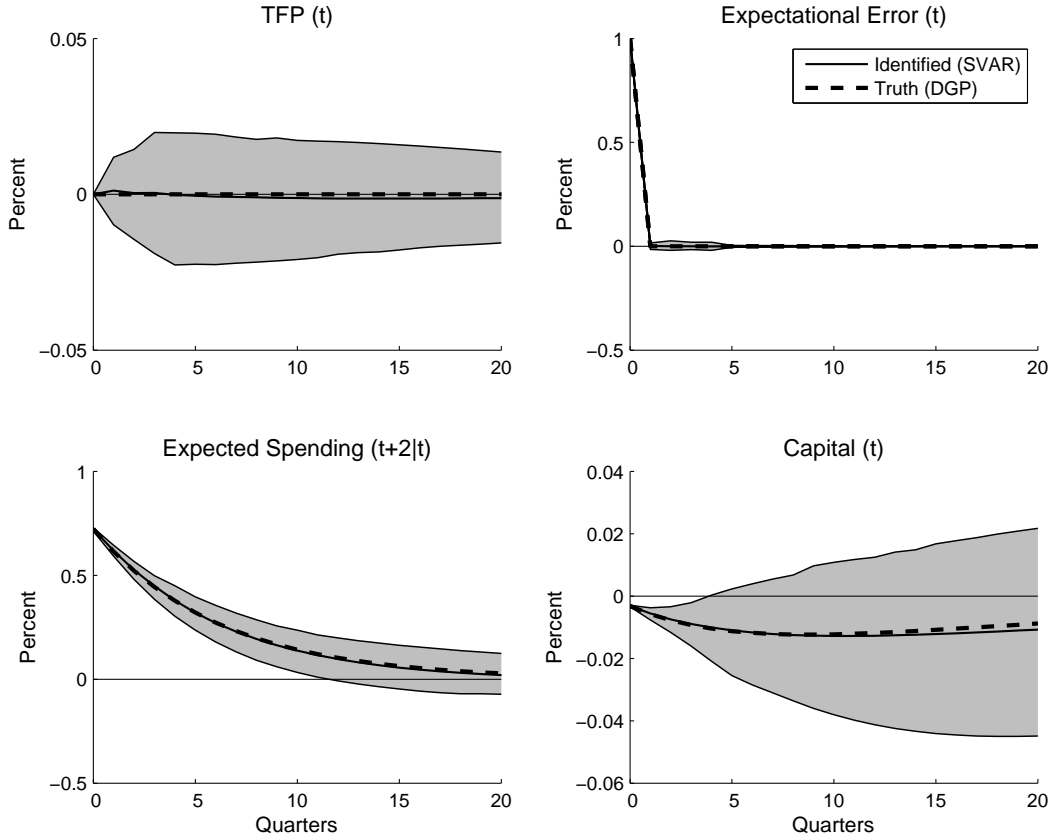 TFP (t)
0.05
0
−0.05
Percent
0 5 10 15 20
Expectational Error (t)
1
0.5
0
−0.5
Percent
0 5 10 15 20
Identified (SVAR)
Truth (DGP)
Expected Spending (t+2|t)
1
0.5
0
−0.5
Percent
0 5 10 15 20
Quarters
Capital (t)
0.04
0.02
0
−0.02
−0.04
−0.06
Percent
0 5 10 15 20
Quarters